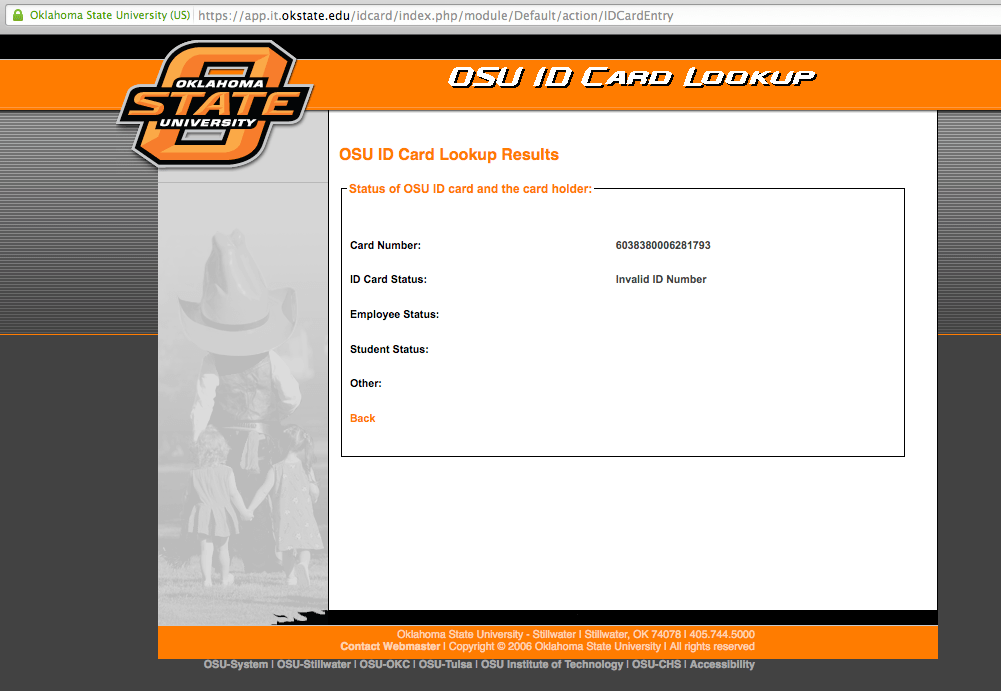 Oklahoma State University (US) https://app.it.okstate.edu/idcard/index.php/module/Default/action/IDCardEntry
OSU ID CARD LOOKUP
OKLAHOMA
STATE
UNIVERSITY
OSU ID Card Lookup Results
Status of OSU ID card and the card holder:
Card Number: 6038380006281793
ID Card Status: Invalid ID Number
Employee Status:
Student Status:
Other:
Back
Oklahoma State University - Stillwater | Stillwater, OK 74078 | 405.744.5000
Contact Webmaster | Copyright © 2006 Oklahoma State University | All rights reserved
OSU-System | OSU-Stillwater | OSU-OKC | OSU-Tulsa | OSU Institute of Technology | OSU-CHS | Accessibility